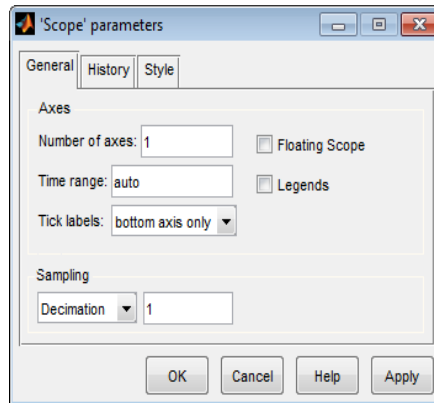 'Scope' parameters
General History Style
Axes
Number of axes: 1
Floating Scope
Time range: auto
Legends
Tick labels: bottom axis only
Sampling
Decimation 1
OK Cancel Help Apply